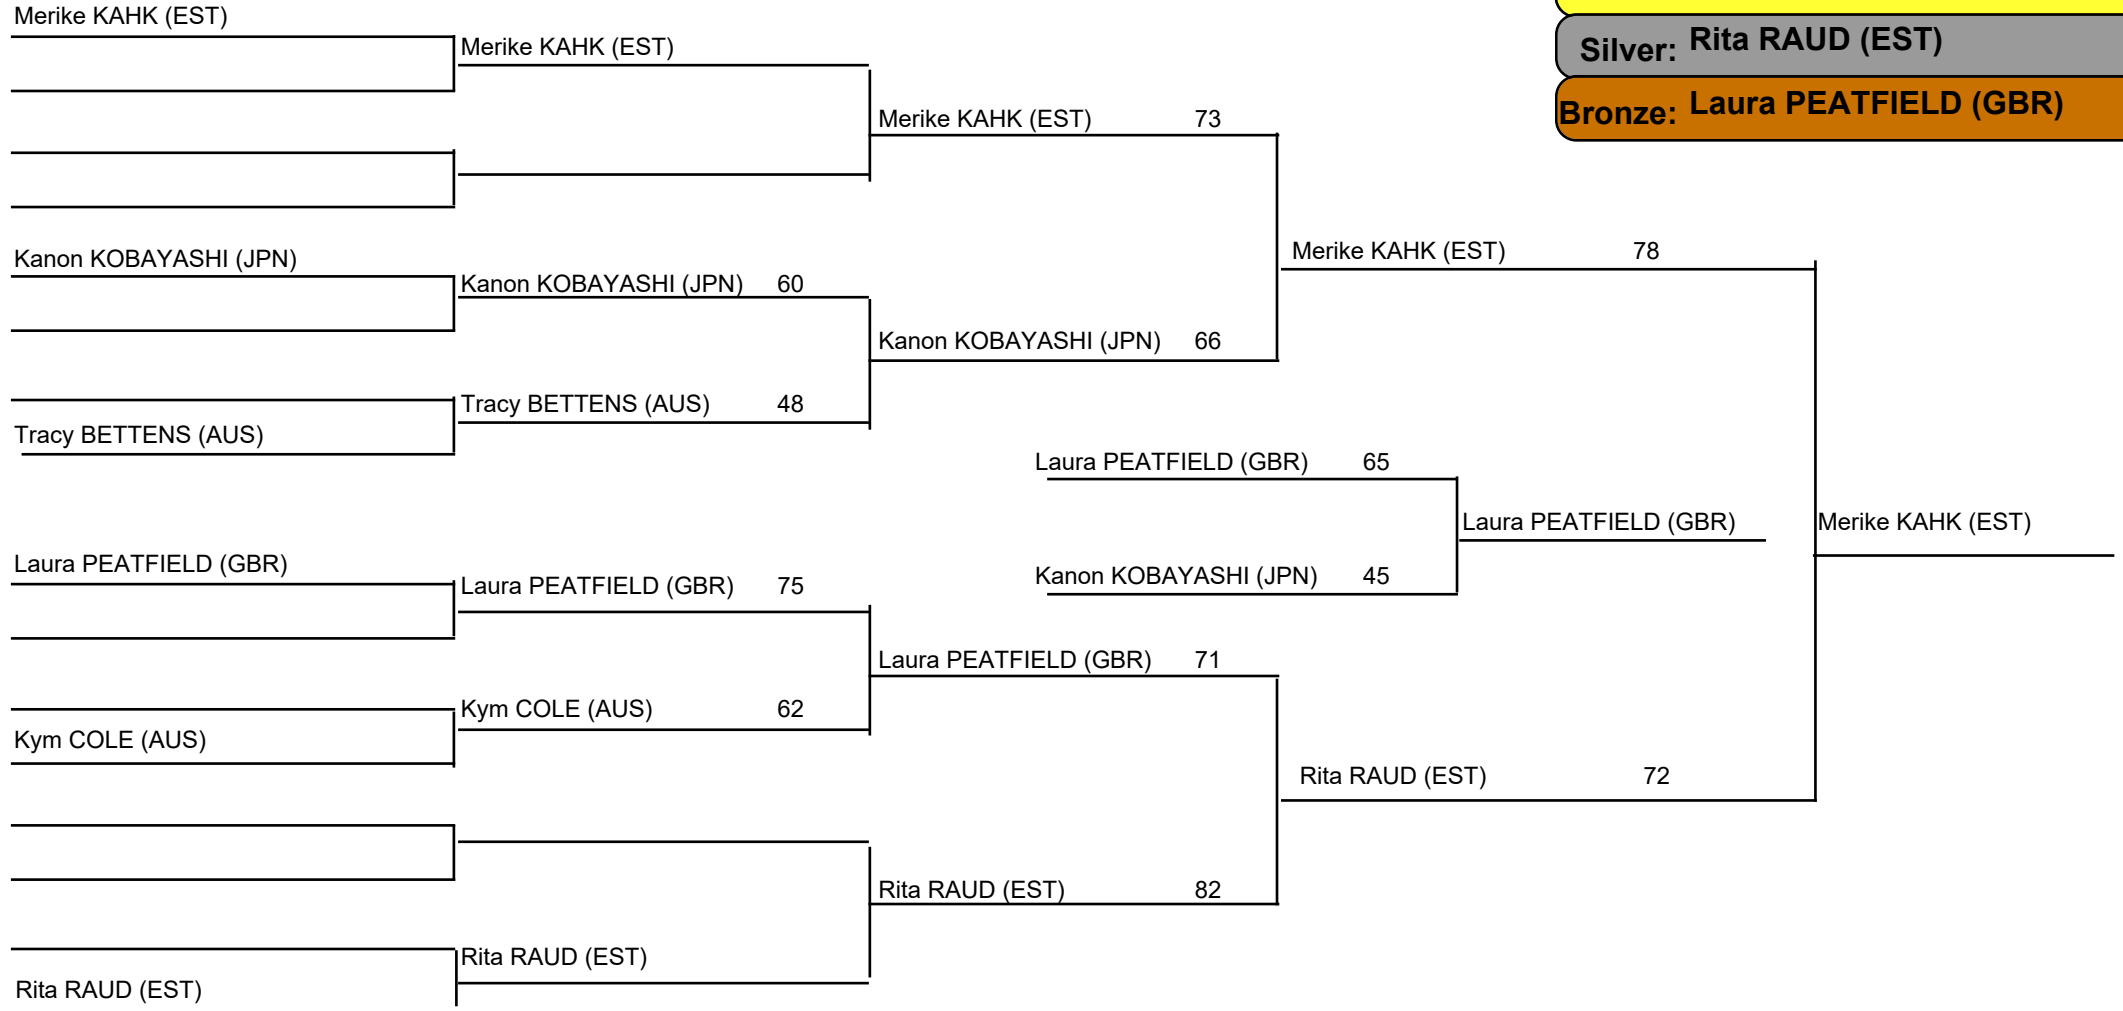 Merike KAHK (EST)
Kanon KOBAYASHI (JPN)
Tracy BETTENS (AUS)
Laura PEATFIELD (GBR)
Kym COLE (AUS)
Rita RAUD (EST)
Merike KAHK (EST)
Kanon KOBAYASHI (JPN) 60
Tracy BETTENS (AUS) 48
Laura PEATFIELD (GBR) 75
Kym COLE (AUS) 62
Rita RAUD (EST)
Merike KAHK (EST) 73
Kanon KOBAYASHI (JPN) 66
Laura PEATFIELD (GBR) 71
Rita RAUD (EST) 82
Laura PEATFIELD (GBR) 65
Kanon KOBAYASHI (JPN) 45
Laura PEATFIELD (GBR)
Merike KAHK (EST) 78
Rita RAUD (EST) 72
Merike KAHK (EST)
Silver: Rita RAUD (EST)
Bronze: Laura PEATFIELD (GBR)